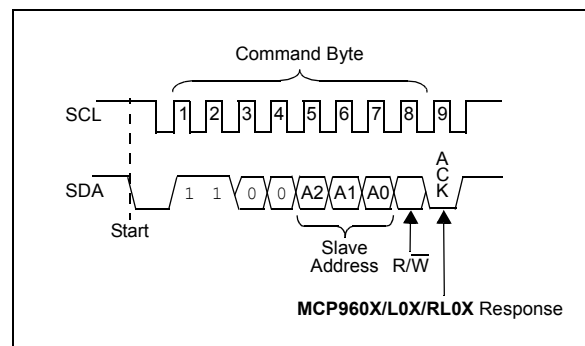 Command Byte
SCL 1 2 3 4 5 6 7 8 9
SDA 1 1 0 0 A2 A1 A0 ACK
Start
Slave
Address R/W̅
MCP960X/L0X/RL0X Response